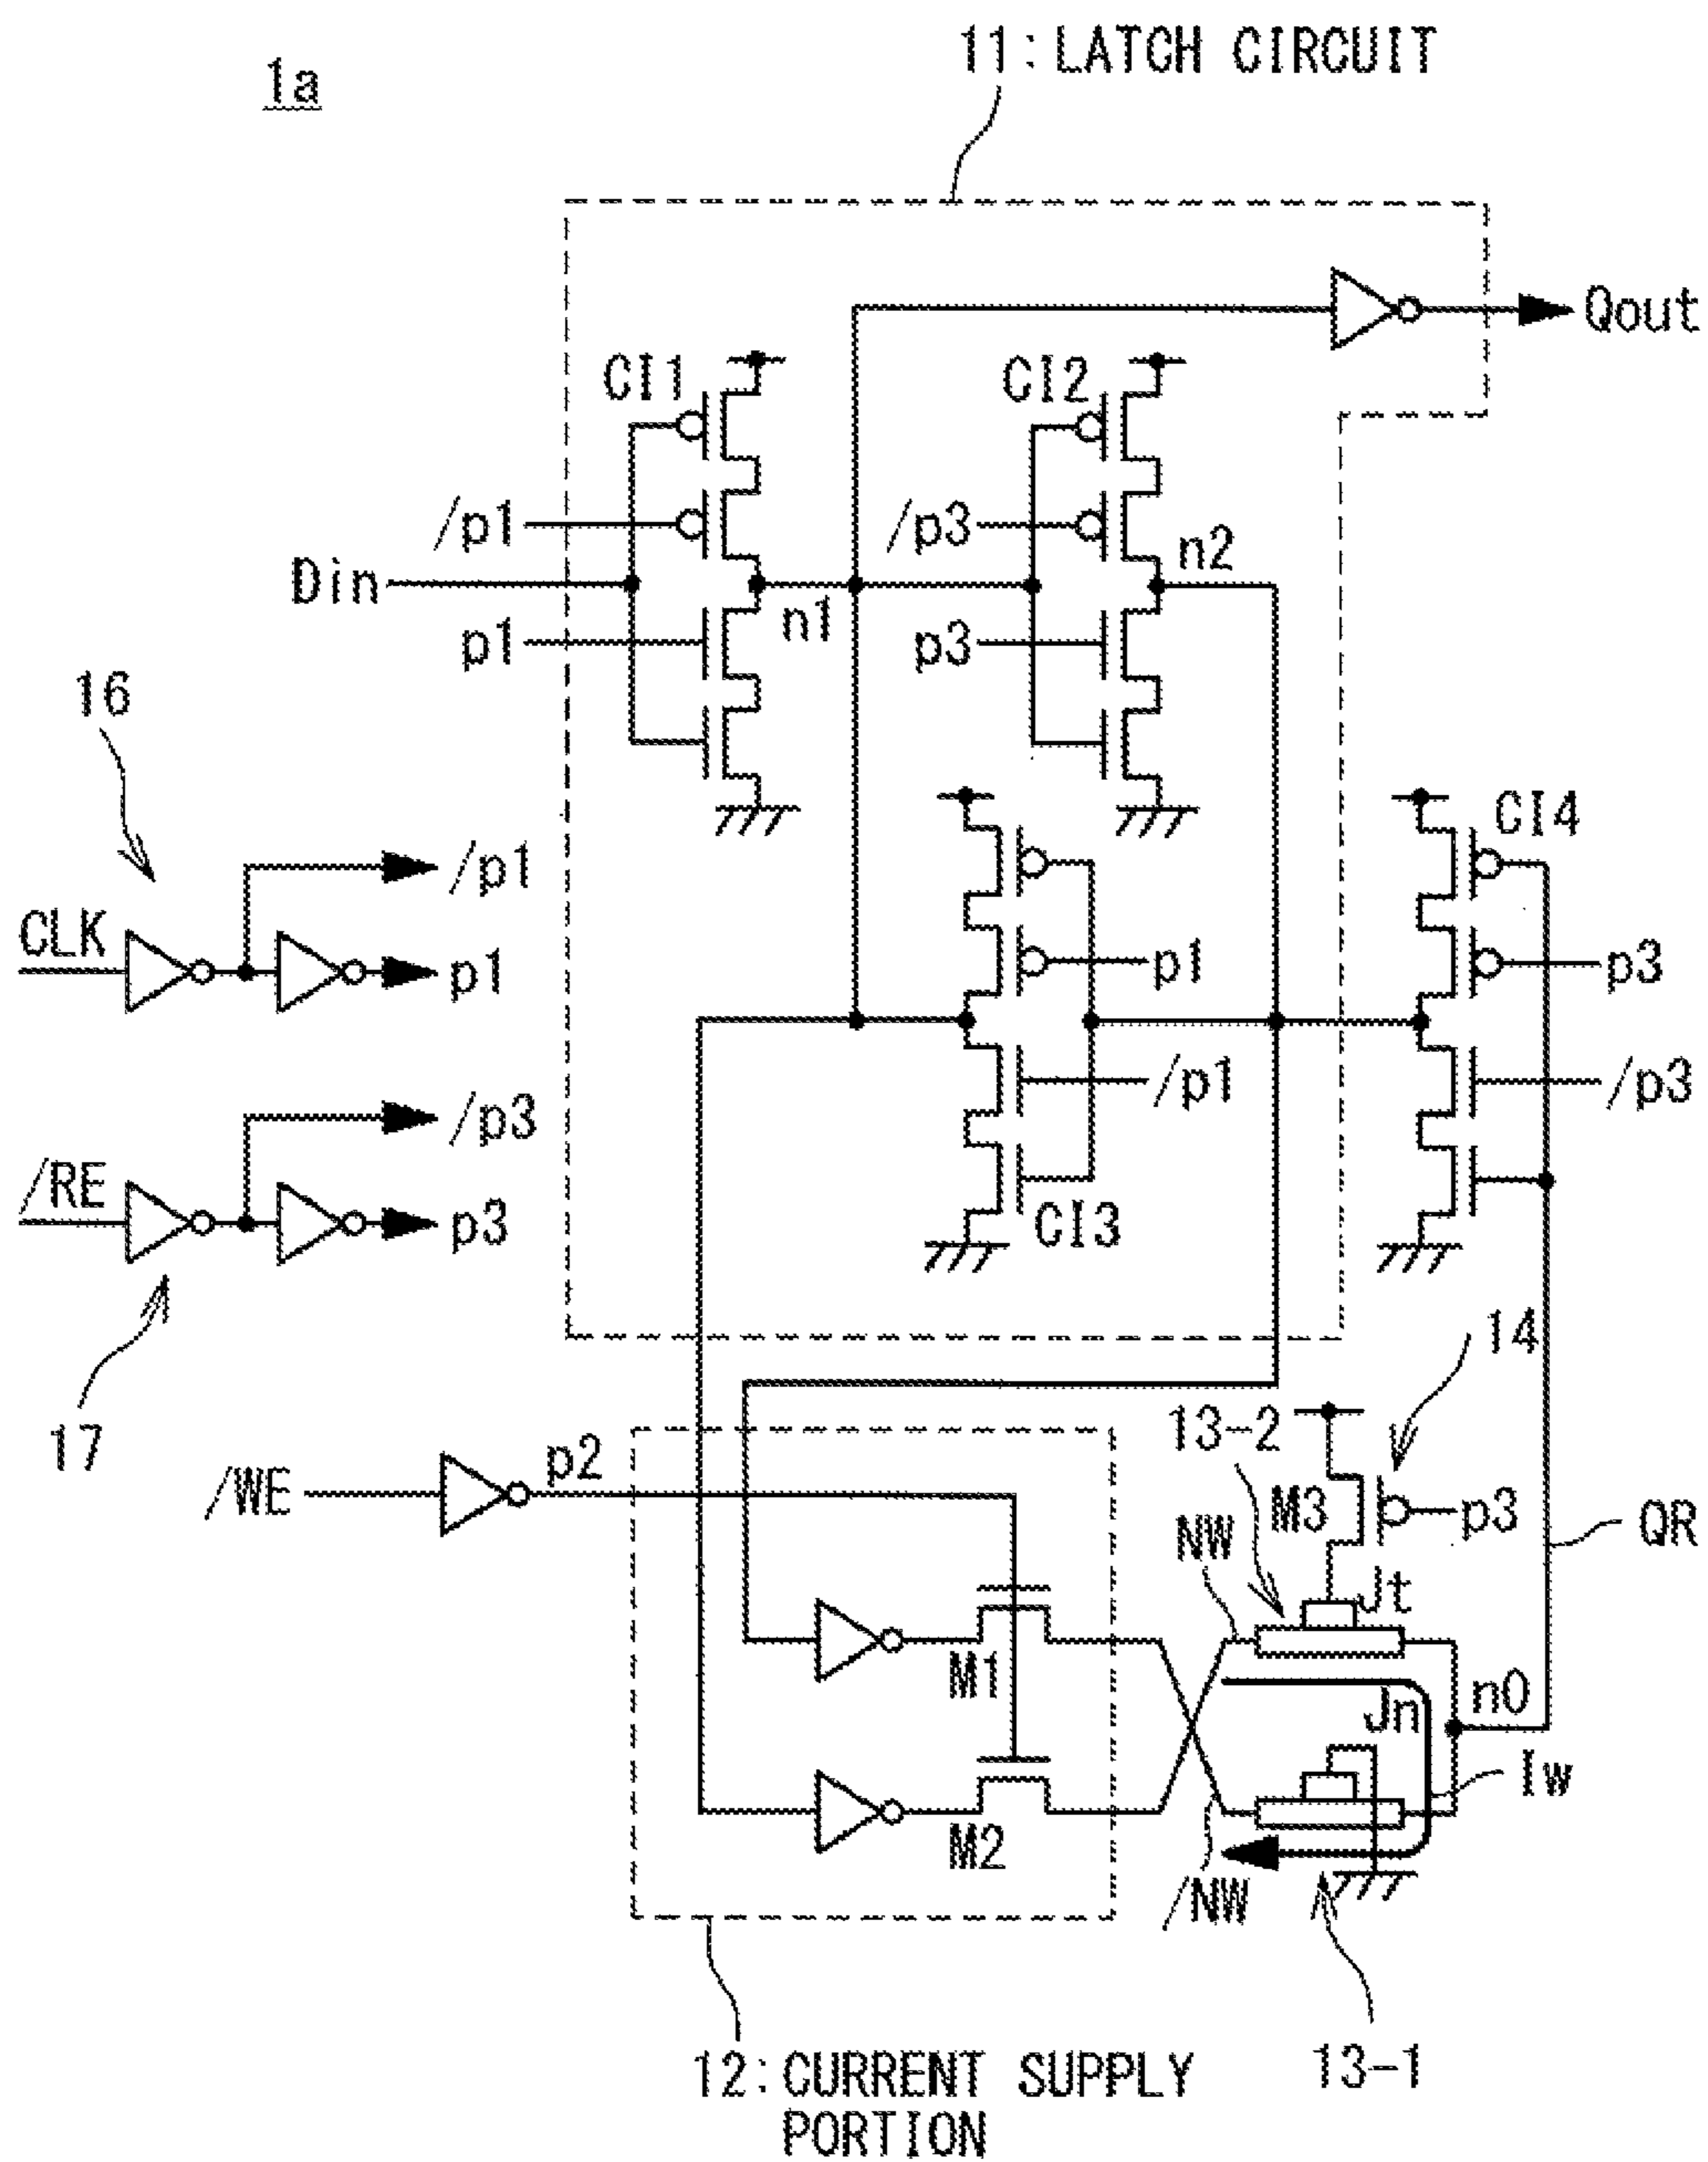 1a
11: LATCH CIRCUIT
Qout
CI1
CI2
/p1
/p3
n2
Din
n1
p1
p3
16
CI4
/p1
CLK
p1
p1
p3
/p1
/p3
/p3
/RE
p3
CI3
14
17
13-2
/WE
p2
M3
p3
QR
NW
Jt
M1
Jn
n0
Iw
M2
/NW
13-1
12: CURRENT SUPPLY
PORTION